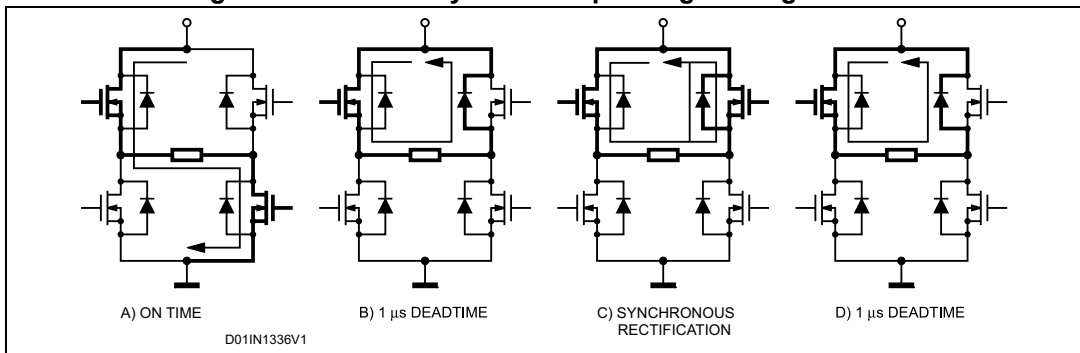 A) ON TIME
B) 1 μs DEADTIME
C) SYNCHRONOUS
RECTIFICATION
D) 1 μs DEADTIME
D01IN1336V1